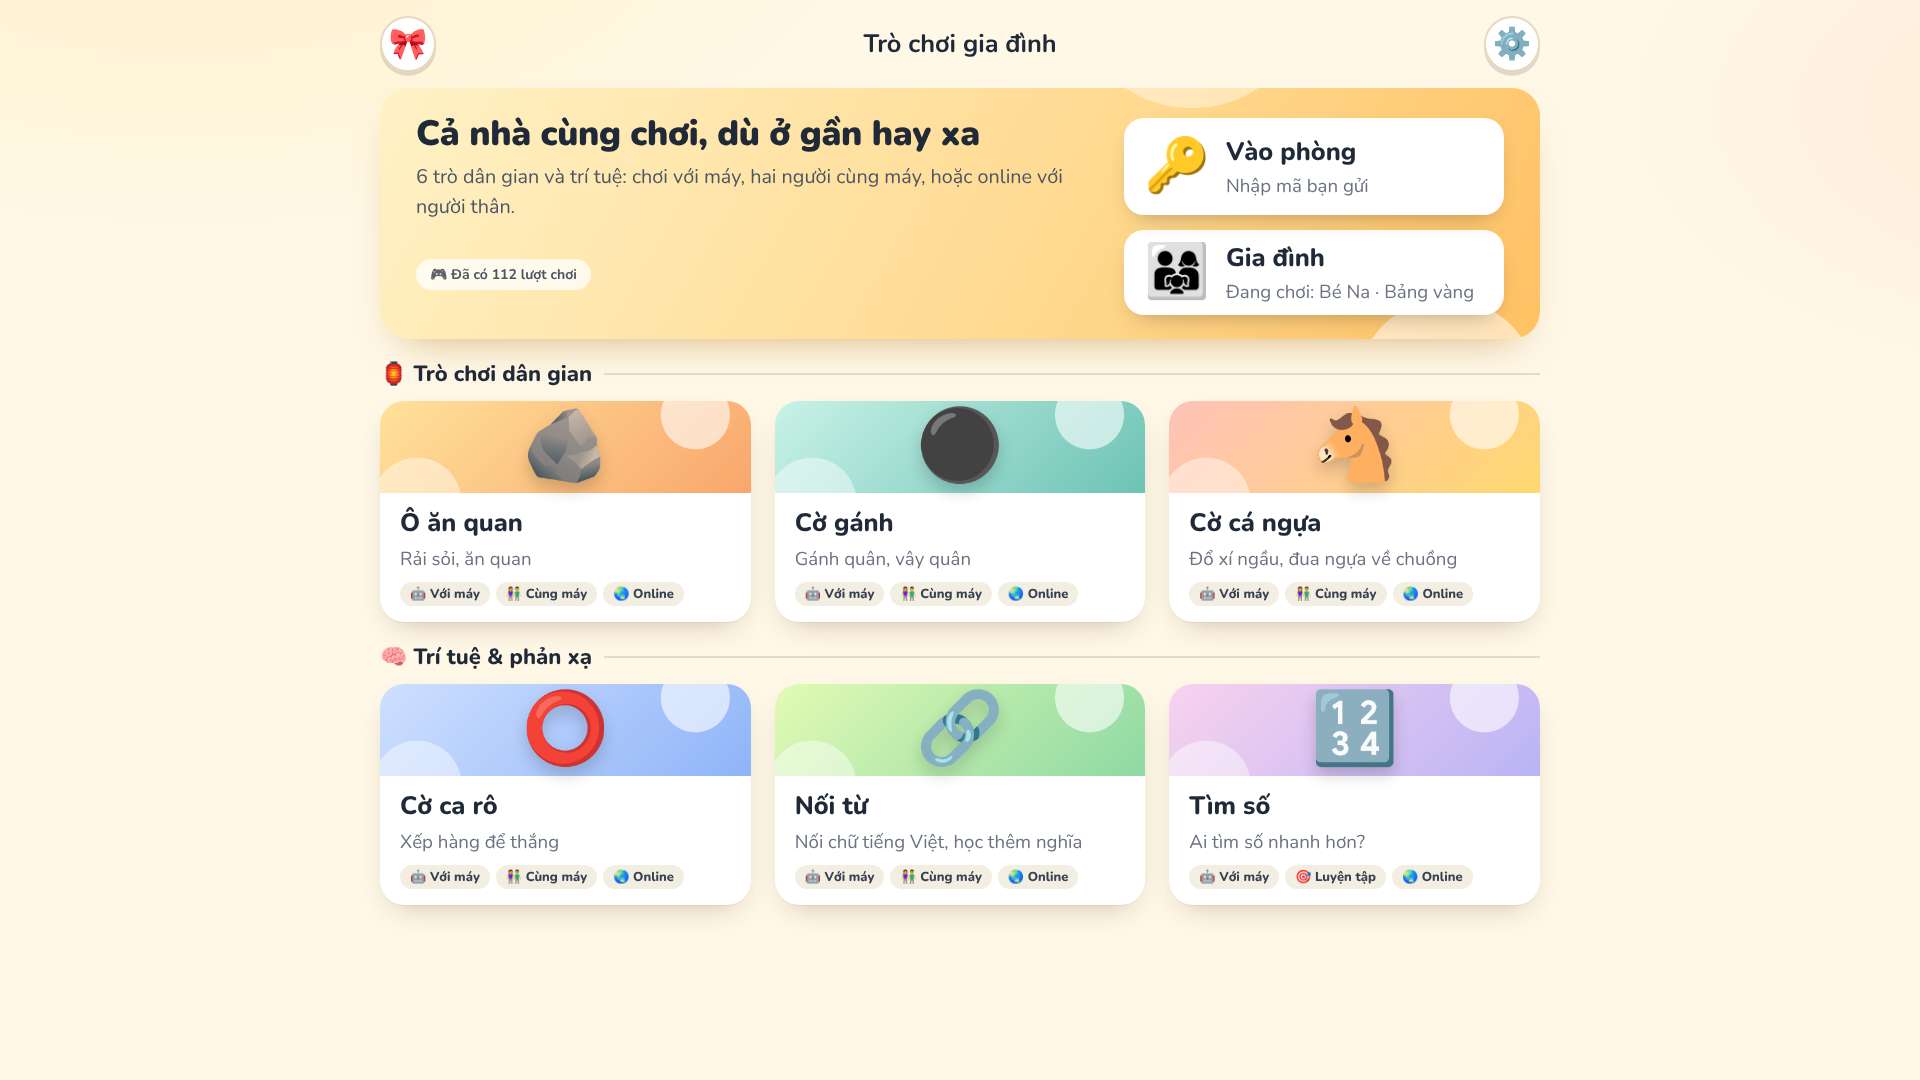 Trò chơi gia đình
Cả nhà cùng chơi, dù ở gần hay xa
6 trò dân gian và trí tuệ: chơi với máy, hai người cùng máy, hoặc online với
người thân.
🎮 Đã có 112 lượt chơi
Vào phòng
Nhập mã bạn gửi
Gia đình
Đang chơi: Bé Na · Bảng vàng
Trò chơi dân gian
Ô ăn quan
Rải sỏi, ăn quan
Với máy Cùng máy Online
Cờ gánh
Gánh quân, vây quân
Với máy Cùng máy Online
Cờ cá ngựa
Đổ xí ngầu, đua ngựa về chuồng
Với máy Cùng máy Online
Trí tuệ & phản xạ
Cờ ca rô
Xếp hàng để thắng
Với máy Cùng máy Online
Nối từ
Nối chữ tiếng Việt, học thêm nghĩa
Với máy Cùng máy Online
1 2
3 4
Tìm số
Ai tìm số nhanh hơn?
Với máy Luyện tập Online